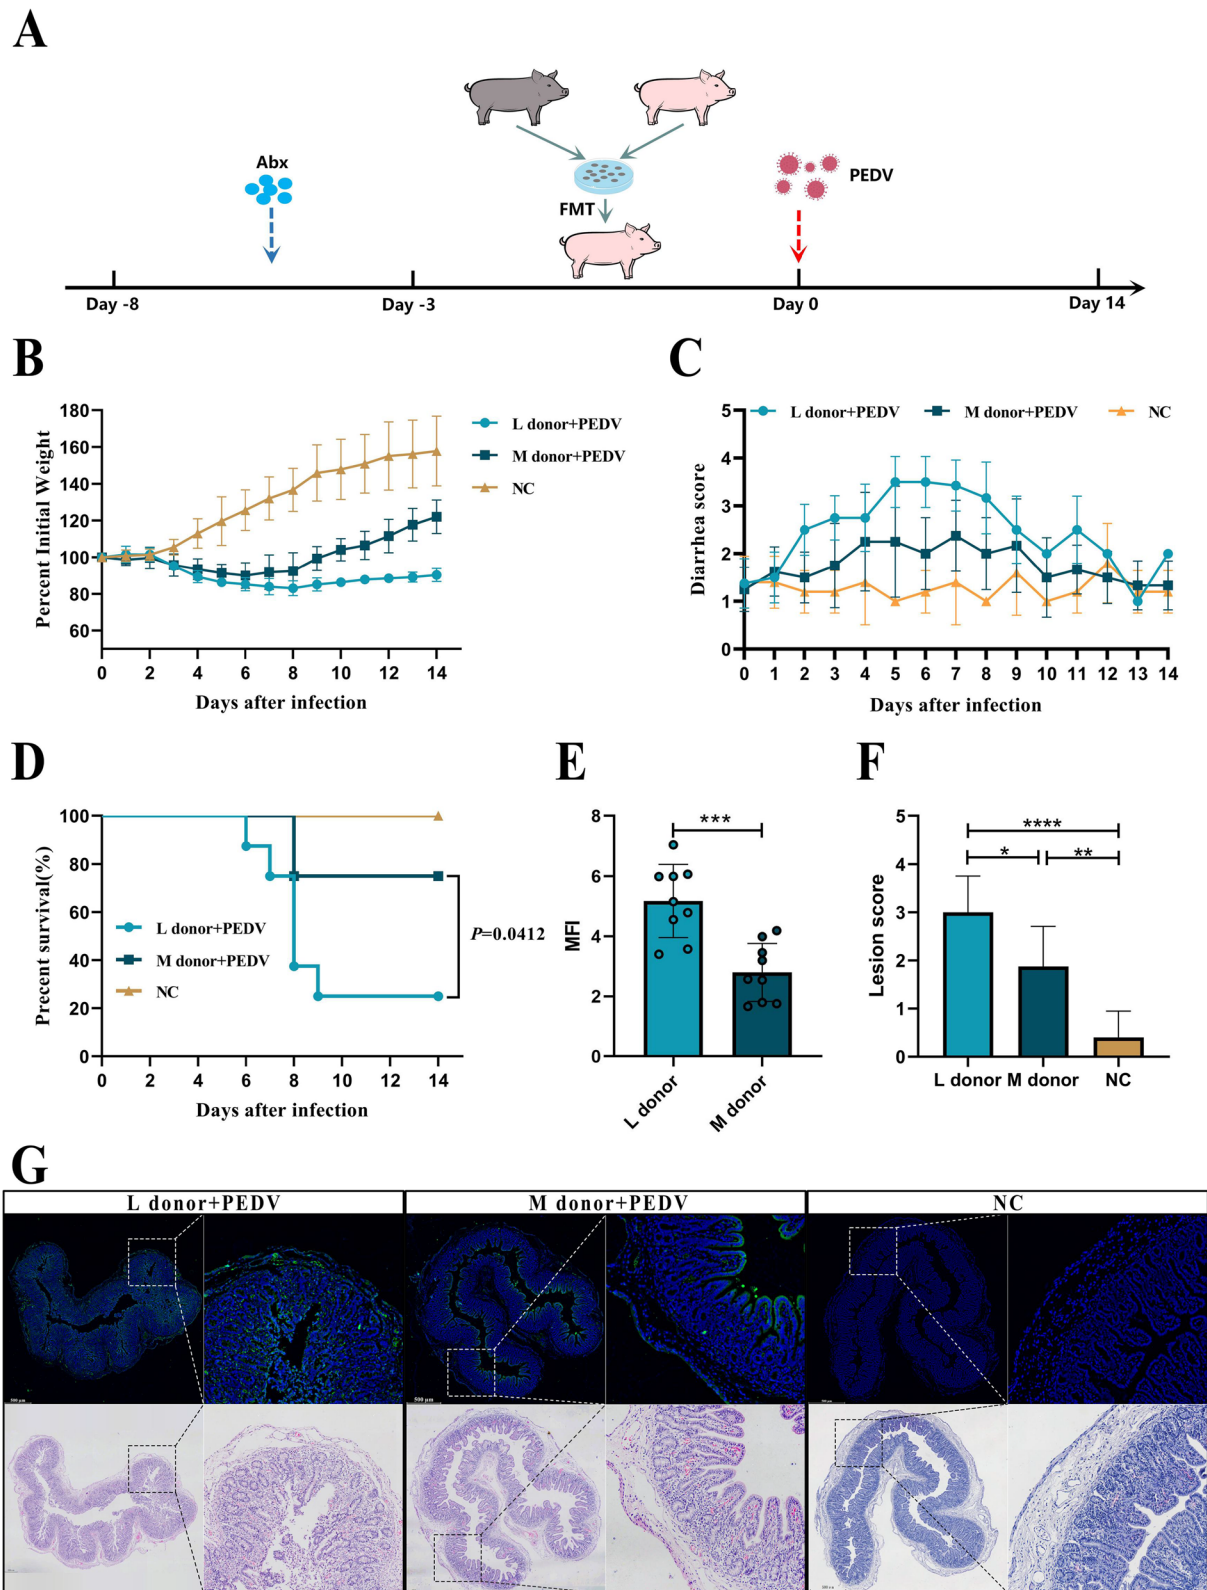 A
Abx
FMT
PEDV
Day -8
Day -3
Day 0
Day 14
B
Percent Initial Weight
180
160
140
120
100
80
60
0 2 4 6 8 10 12 14
Days after infection
L donor+PEDV
M donor+PEDV
NC
C
Diarrhea score
L donor+PEDV M donor+PEDV NC
5
4
3
2
1
0
0 1 2 3 4 5 6 7 8 9 10 11 12 13 14
Days after infection
D
Precent survival(%)
100
80
60
40
20
0
L donor+PEDV
M donor+PEDV
NC
P=0.0412
0 2 4 6 8 10 12 14
Days after infection
E
MFI
8
6
4
2
0
***
L donor
M donor
F
Lesion score
5
4
3
2
1
0
****
* **
L donor M donor NC
G
L donor+PEDV M donor+PEDV NC
500 μm
500 μm